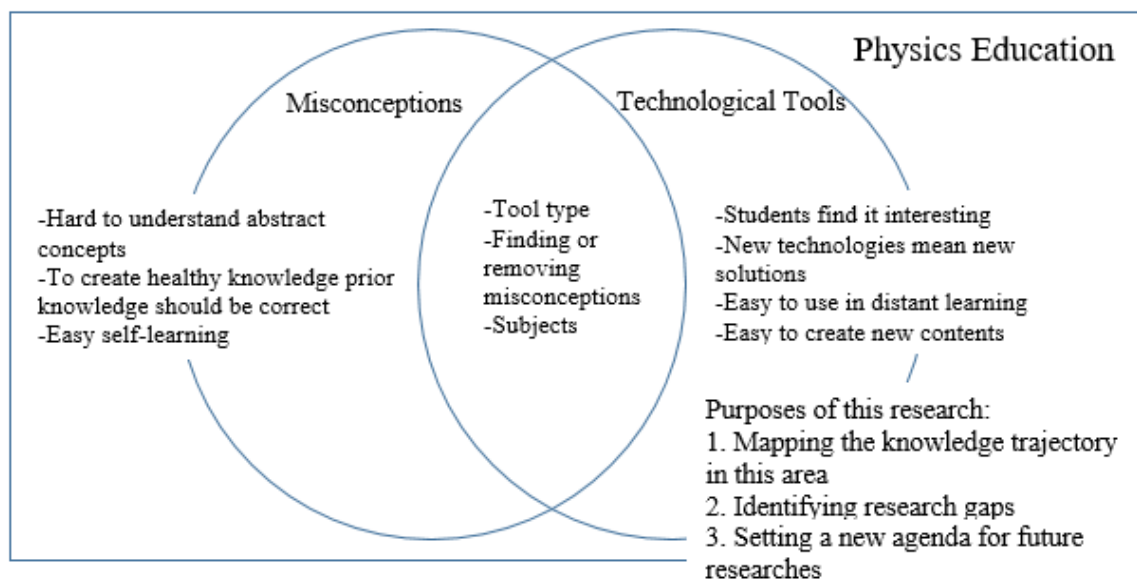 Physics Education
Misconceptions
Technological Tools
-Hard to understand abstract
concepts
-To create healthy knowledge prior
knowledge should be correct
-Easy self-learning
-Tool type
-Finding or
removing
misconceptions
-Subjects
-Students find it interesting
-New technologies mean new
solutions
-Easy to use in distant learning
-Easy to create new contents
Purposes of this research:
1. Mapping the knowledge trajectory
in this area
2. Identifying research gaps
3. Setting a new agenda for future
researches